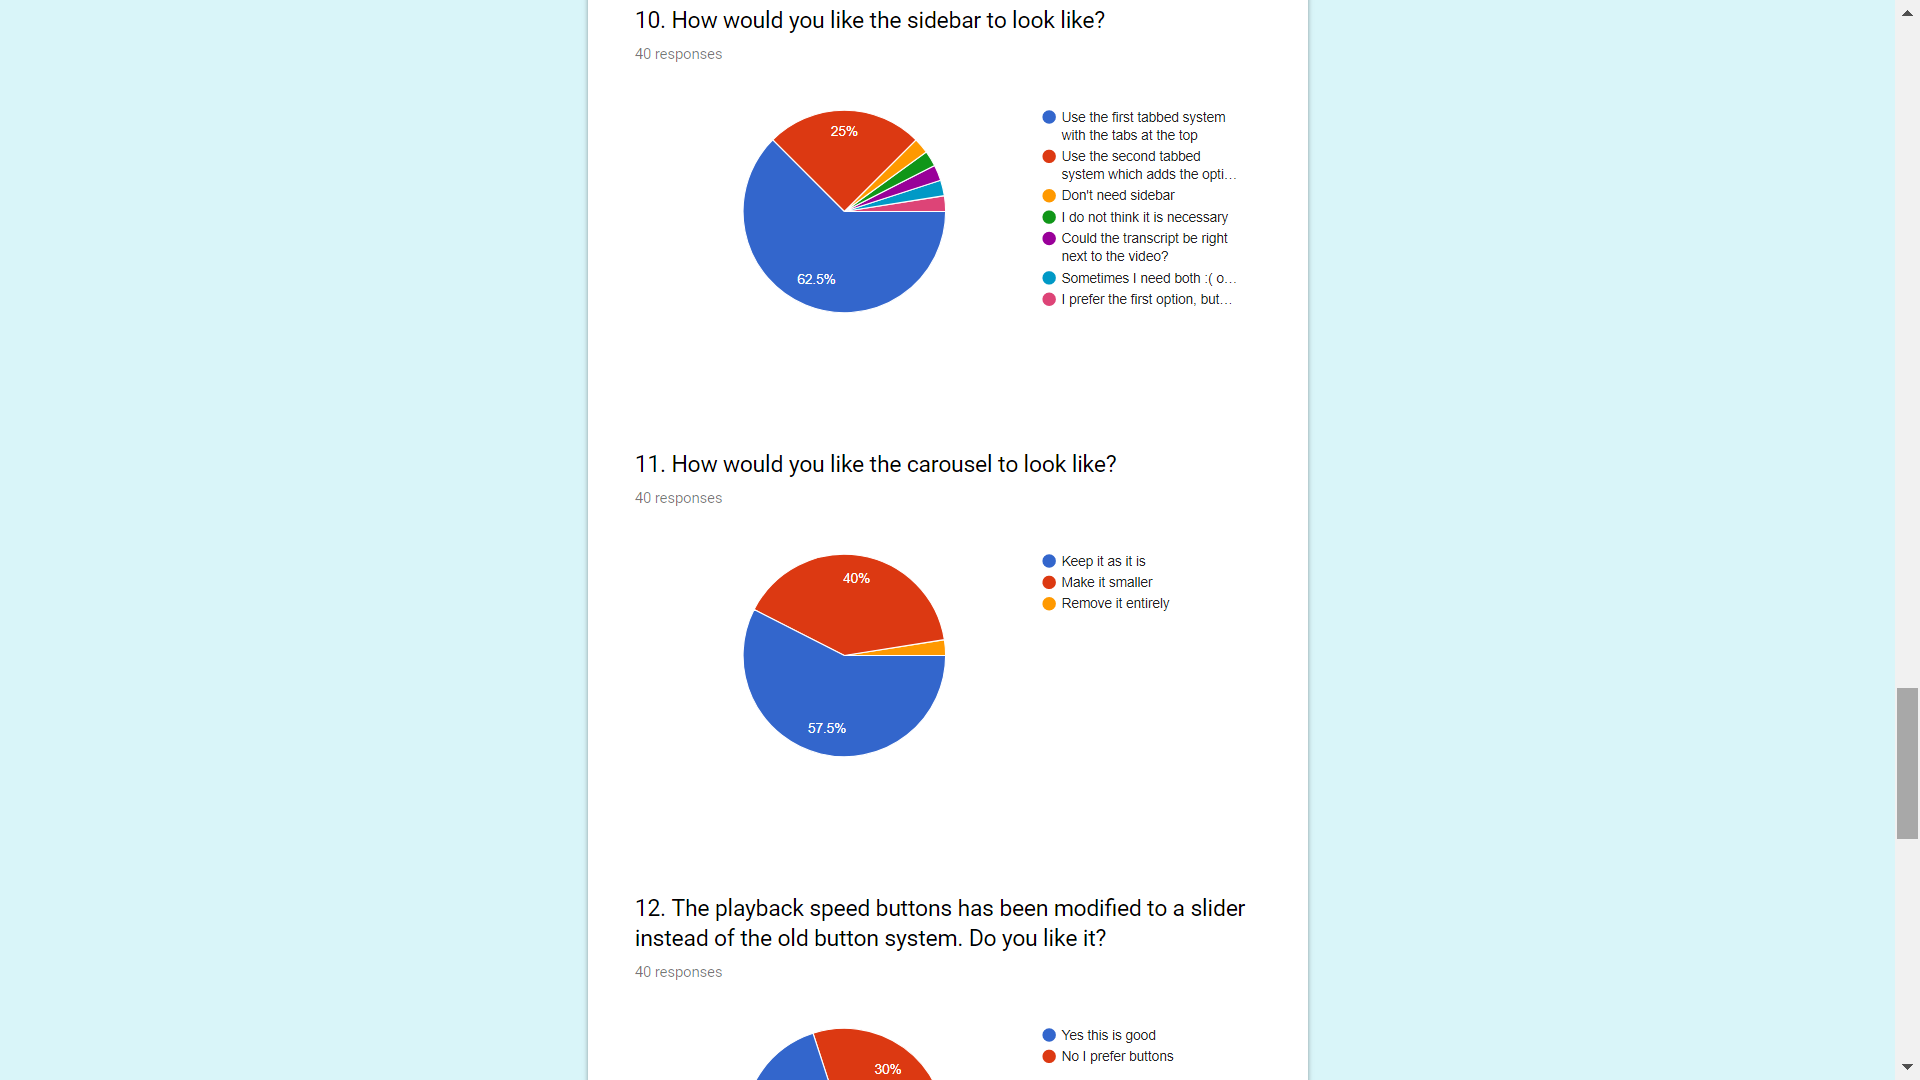 10. How would you like the sidebar to look like?
40 responses
25%
62.5%
Use the first tabbed system
with the tabs at the top
Use the second tabbed
system which adds the opti…
Don't need sidebar
I do not think it is necessary
Could the transcript be right
next to the video?
Sometimes I need both :( o…
I prefer the first option, but…
11. How would you like the carousel to look like?
40 responses
40%
57.5%
Keep it as it is
Make it smaller
Remove it entirely
12. The playback speed buttons has been modified to a slider
instead of the old button system. Do you like it?
40 responses
30%
Yes this is good
No I prefer buttons